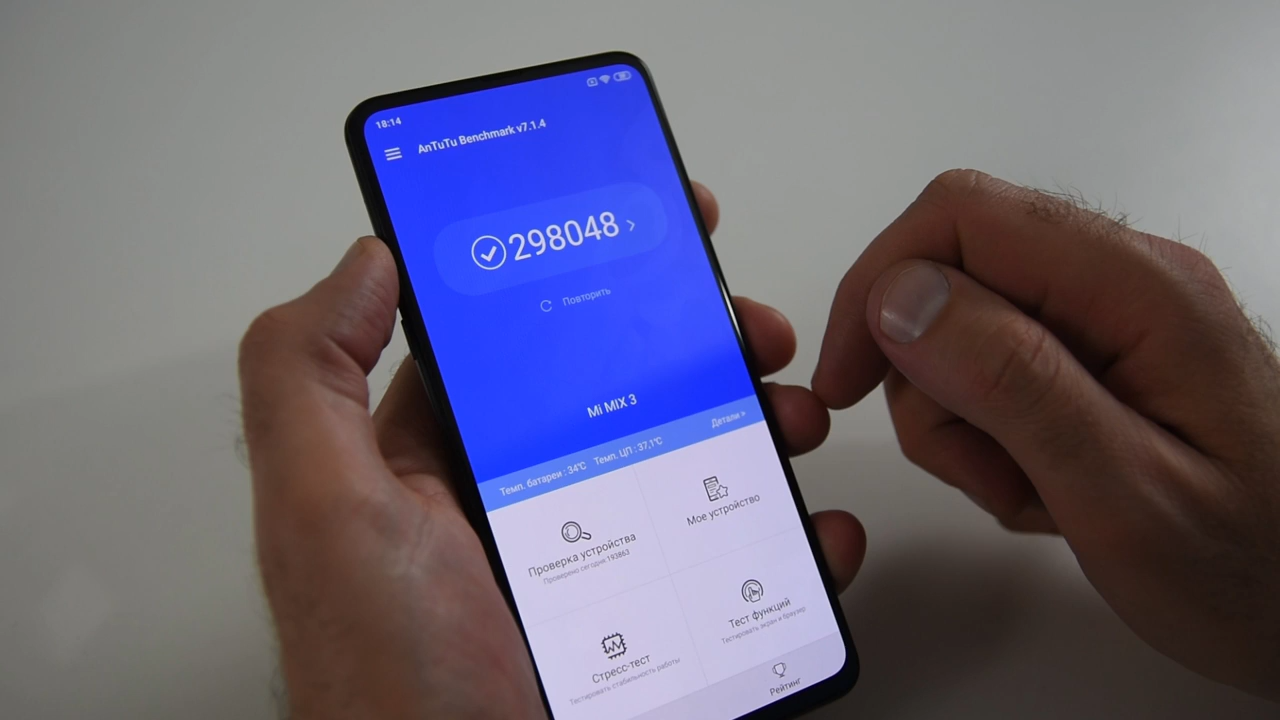 18:14
AnTuTu Benchmark v7.1.4
298048
Повторить
Mi MIX 3
Темп. батареи : 34°C Темп. ЦП : 37,1°C
Детали »
Проверка устройства
Проверено сегодня: 193863
Мое устройство
Стресс-тест
Тестировать стабильность работы
Тест функций
Тестировать экран и браузер
Рейтинг